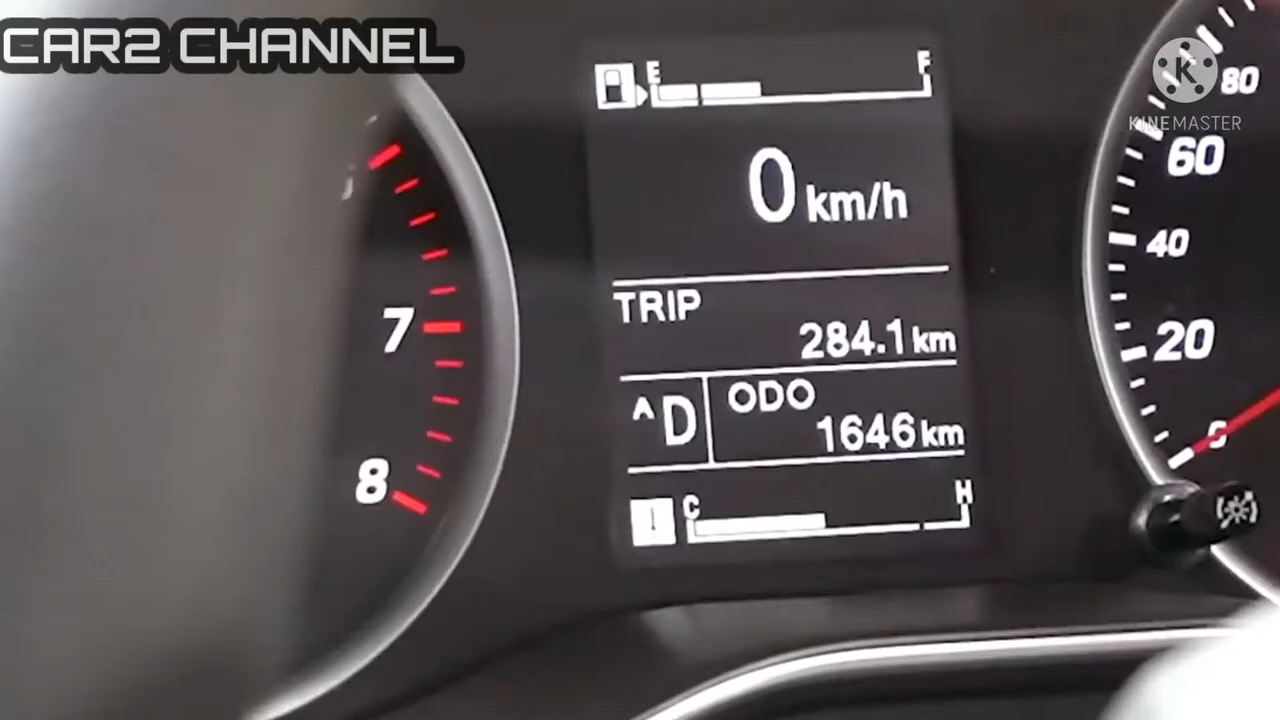 CAR2 CHANNEL
E F
0 km/h
TRIP
284.1 km
^D
ODO
1646 km
C H
7
8
80
60
40
20
0
K
KINEMASTER